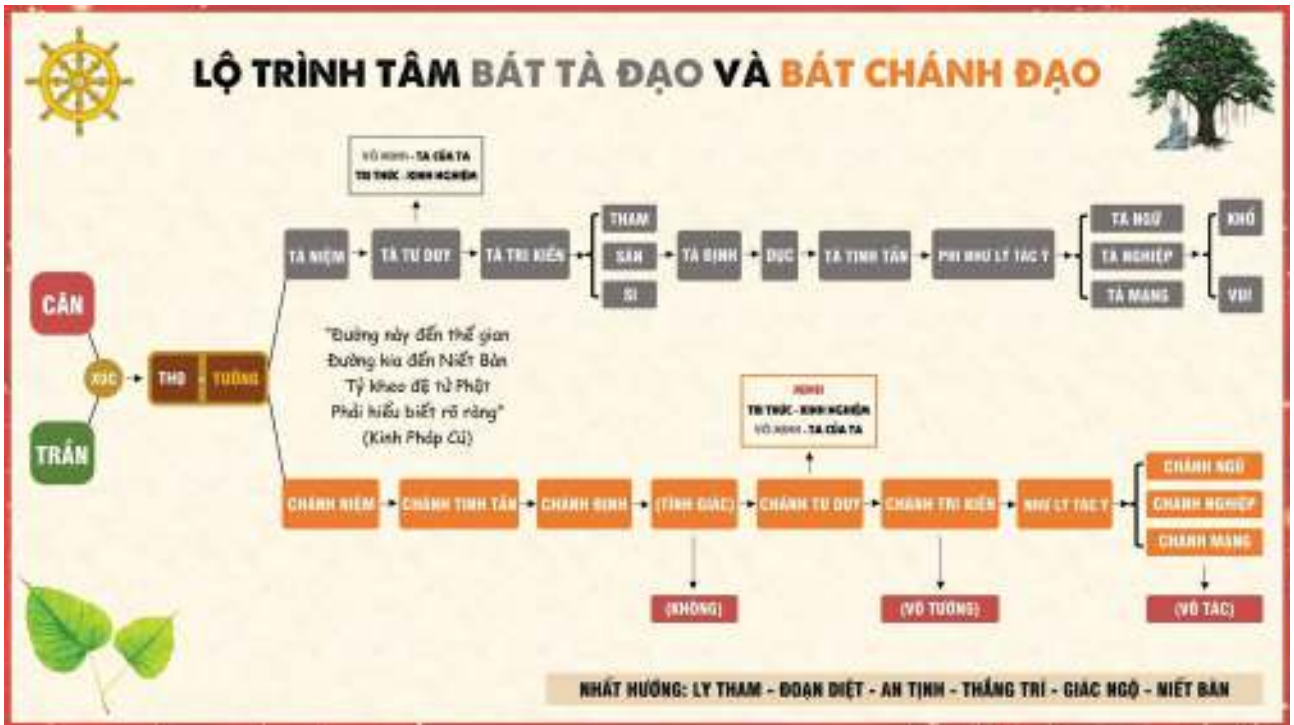 LỘ TRÌNH TÂM BÁT TÀ ĐẠO VÀ BÁT CHÁNH ĐẠO
VÔ MINH - TA CỦA TA
TRI THỨC - KINH NGHIỆM
TÀ NIỆM
TÀ TƯ DUY
TÀ TRI KIẾN
THAM
SÂN
SI
TÀ ĐỊNH
DỤC
TÀ TINH TẤN
PHI NHƯ LÝ TÁC Ý
TÀ NGỮ
TÀ NGHIỆP
TÀ MẠNG
KHỔ
VUI
CĂN
XÚC
TRẦN
THỌ - TƯỞNG
"Đường này đến thế gian
Đường kia đến Niết Bàn
Tỷ kheo đệ tử Phật
Phải hiểu biết rõ ràng"
(Kinh Pháp Cú)
TRI THỨC - KINH NGHIỆM
VÔ MINH - TA CỦA TA
CHÁNH NIỆM
CHÁNH TINH TẤN
CHÁNH ĐỊNH
(TỈNH GIÁC)
CHÁNH TƯ DUY
CHÁNH TRI KIẾN
NHƯ LÝ TÁC Ý
CHÁNH NGỮ
CHÁNH NGHIỆP
CHÁNH MẠNG
(KHÔNG)
(VÔ TƯỚNG)
(VÔ TÁC)
NHẤT HƯỚNG: LY THAM - ĐOẠN DIỆT - AN TỊNH - THẮNG TRÍ - GIÁC NGỘ - NIẾT BÀN